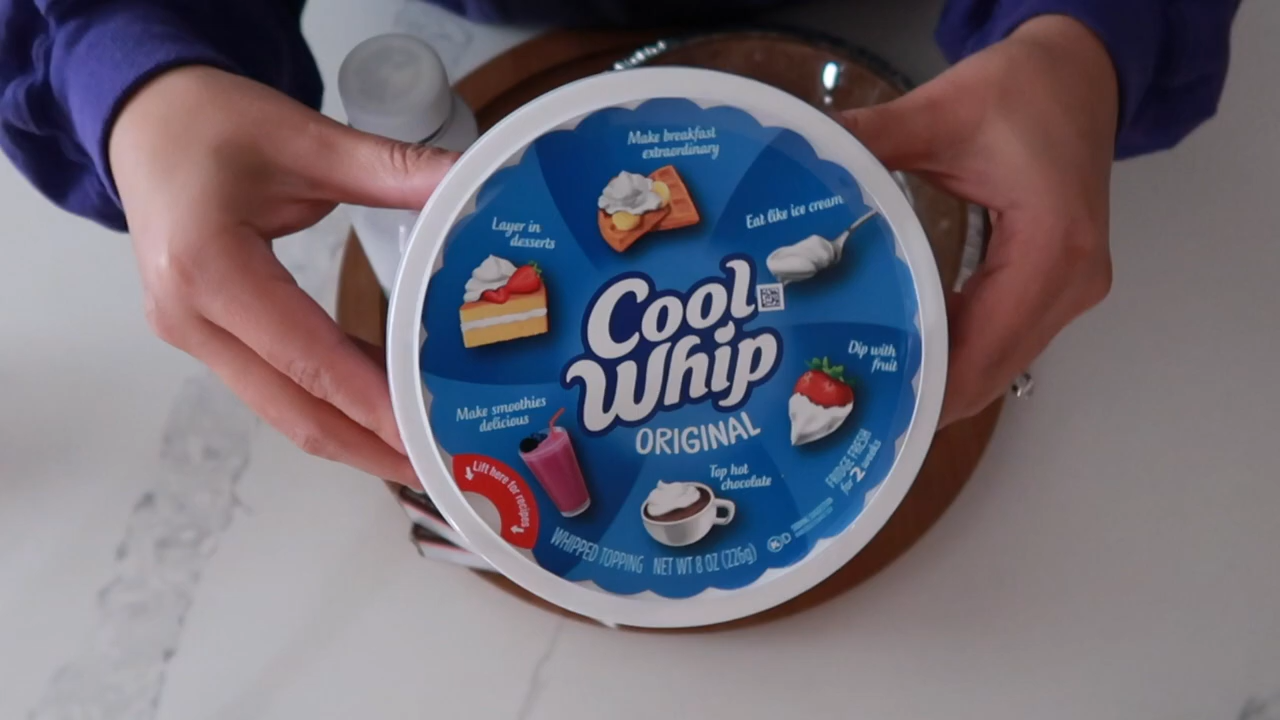 Make breakfast
extraordinary
Eat like ice cream
Layer in
desserts
Cool
Whip
ORIGINAL
Dip with
fruit
Make smoothies
delicious
Top hot
chocolate
Lift here for recipes
FRIDGE FRESH
for 2 weeks
WHIPPED TOPPING NET WT 8 OZ (226g)
K D